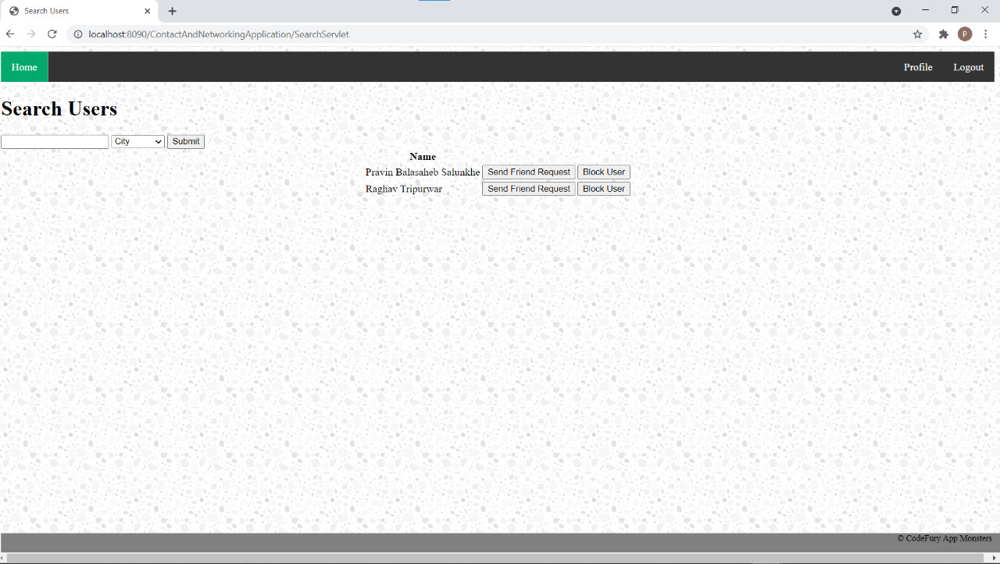 Search Users
localhost:8090/ContactAndNetworkingApplication/SearchServlet
P
Home Profile Logout
Search Users
City Submit
Name
Pravin Balasaheb Salunkhe Send Friend Request Block User
Raghav Tripurwar Send Friend Request Block User
© CodeFury App Monsters